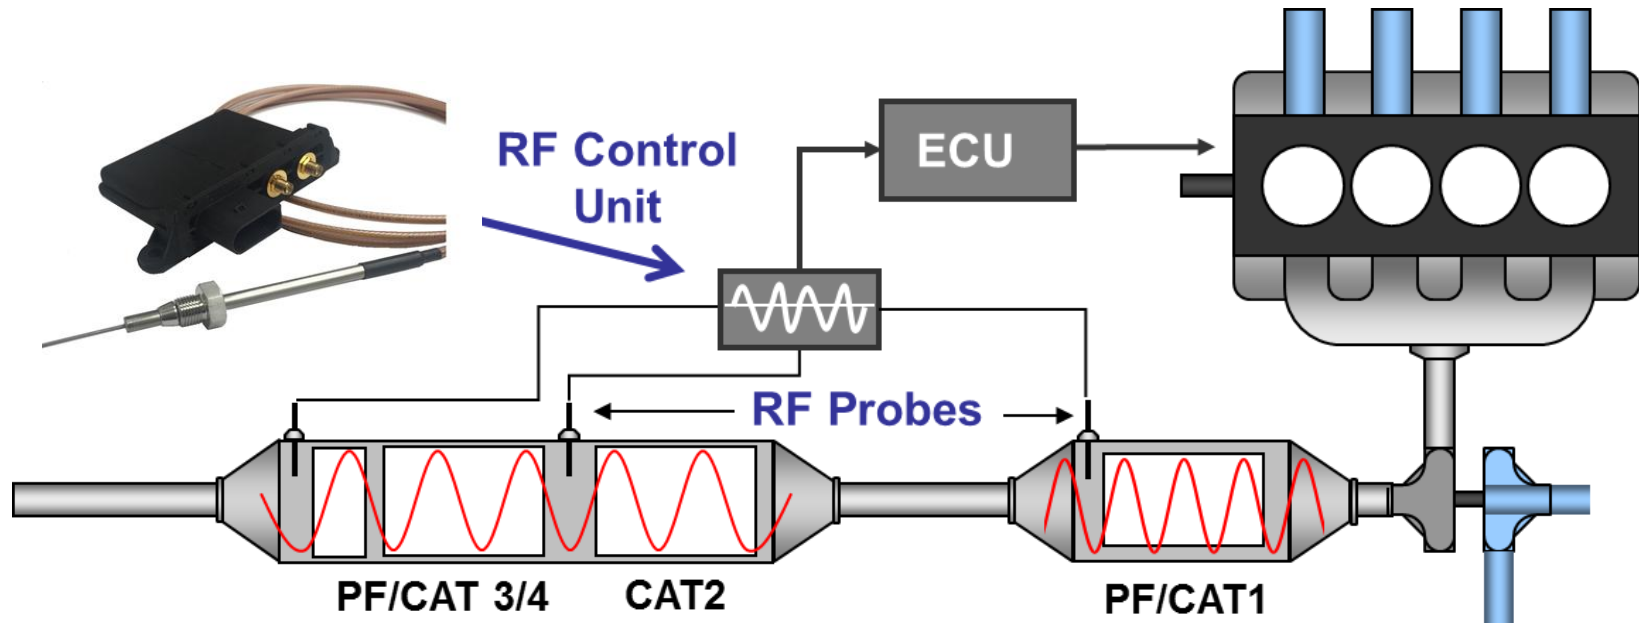 RF Control
Unit
ECU
RF Probes
PF/CAT 3/4
CAT2
PF/CAT1